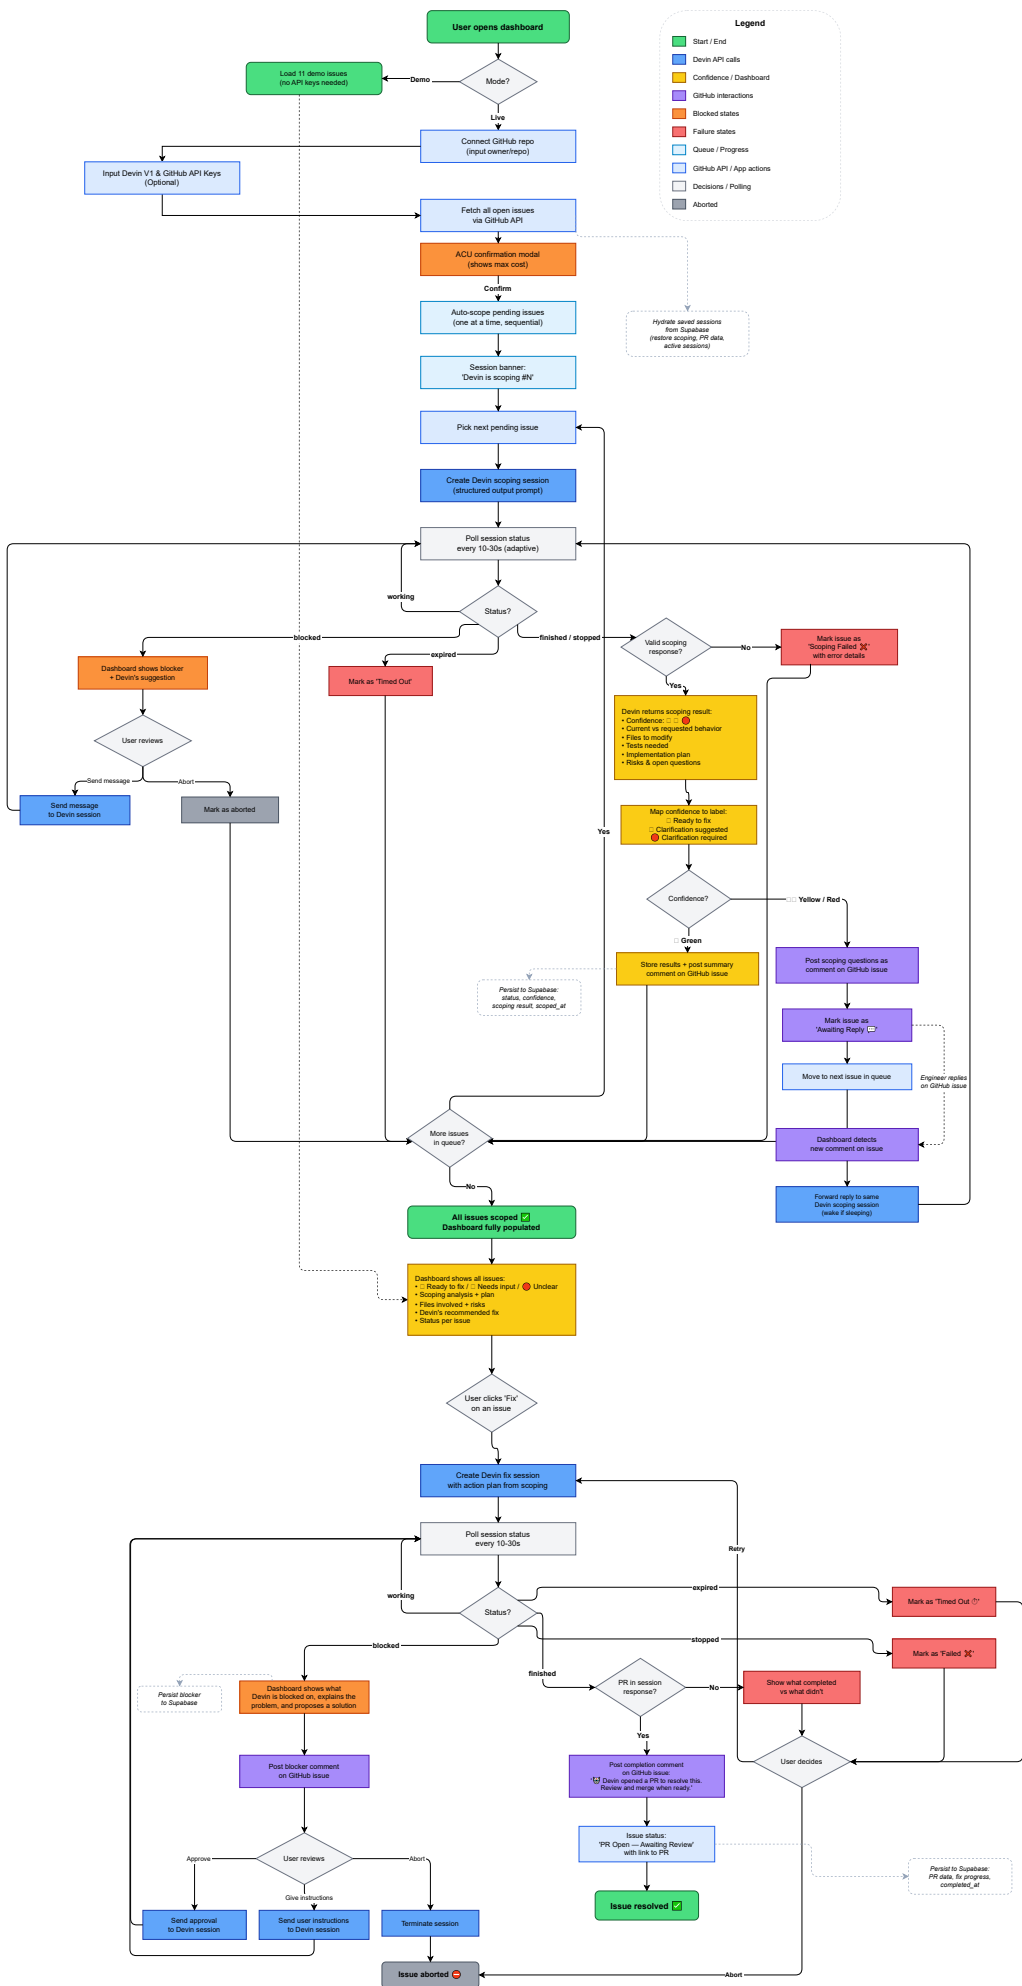 User opens dashboard
Legend
Start / End
Devin API calls
Confidence / Dashboard
GitHub interactions
Blocked states
Failure states
Queue / Progress
GitHub API / App actions
Decisions / Polling
Aborted
Load 11 demo issues
(no API keys needed)
Demo
Mode?
Live
Connect GitHub repo
(input owner/repo)
Input Devin V1 & GitHub API Keys
(Optional)
Fetch all open issues
via GitHub API
ACU confirmation modal
(shows max cost)
Confirm
Auto-scope pending issues
(one at a time, sequential)
Hydrate saved sessions
from Supabase
(restore scoping, PR data,
active sessions)
Session banner:
'Devin is scoping #N'
Pick next pending issue
Create Devin scoping session
(structured output prompt)
Poll session status
every 10-30s (adaptive)
working
Status?
blocked
expired
finished / stopped
Valid scoping
response?
No
Mark issue as
'Scoping Failed ❌'
with error details
Dashboard shows blocker
+ Devin's suggestion
Mark as 'Timed Out'
Yes
Devin returns scoping result:
• Confidence: 🔴
• Current vs requested behavior
• Files to modify
• Tests needed
• Implementation plan
• Risks & open questions
User reviews
Send message
Abort
Send message
to Devin session
Mark as aborted
Yes
Map confidence to label:
Ready to fix
Clarification suggested
🔴 Clarification required
Confidence?
Yellow / Red
Green
Store results + post summary
comment on GitHub issue
Post scoping questions as
comment on GitHub issue
Persist to Supabase:
status, confidence,
scoping result, scoped_at
Mark issue as
'Awaiting Reply 💬'
Move to next issue in queue
Engineer replies
on GitHub issue
More issues
in queue?
Dashboard detects
new comment on issue
No
Forward reply to same
Devin scoping session
(wake if sleeping)
All issues scoped ✅
Dashboard fully populated
Dashboard shows all issues:
• Ready to fix / Needs input / 🔴 Unclear
• Scoping analysis + plan
• Files involved + risks
• Devin's recommended fix
• Status per issue
User clicks 'Fix'
on an issue
Create Devin fix session
with action plan from scoping
Poll session status
every 10-30s
Retry
working
Status?
expired
Mark as 'Timed Out ⏱'
stopped
Mark as 'Failed ❌'
blocked
finished
Persist blocker
to Supabase
Dashboard shows what
Devin is blocked on, explains the
problem, and proposes a solution
PR in session
response?
No
Show what completed
vs what didn't
Yes
Post blocker comment
on GitHub issue
Post completion comment
on GitHub issue:
'🤖 Devin opened a PR to resolve this.
Review and merge when ready.'
User decides
Issue status:
'PR Open — Awaiting Review'
with link to PR
User reviews
Approve
Abort
Give instructions
Persist to Supabase:
PR data, fix progress,
completed_at
Issue resolved ✅
Send approval
to Devin session
Send user instructions
to Devin session
Terminate session
Issue aborted ⛔
Abort